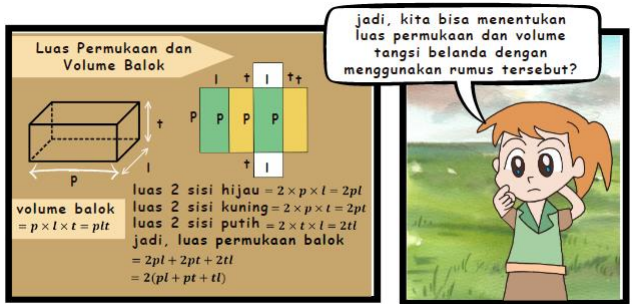 Luas Permukaan dan
Volume Balok
l t l t t
p p p p
t l
t
l
p
volume balok
= p × l × t = plt
luas 2 sisi hijau = 2 × p × l = 2pl
luas 2 sisi kuning = 2 × p × t = 2pt
luas 2 sisi putih = 2 × t × l = 2tl
jadi, luas permukaan balok
= 2pl + 2pt + 2tl
= 2(pl + pt + tl)
jadi, kita bisa menentukan
luas permukaan dan volume
tangsi belanda dengan
menggunakan rumus tersebut?